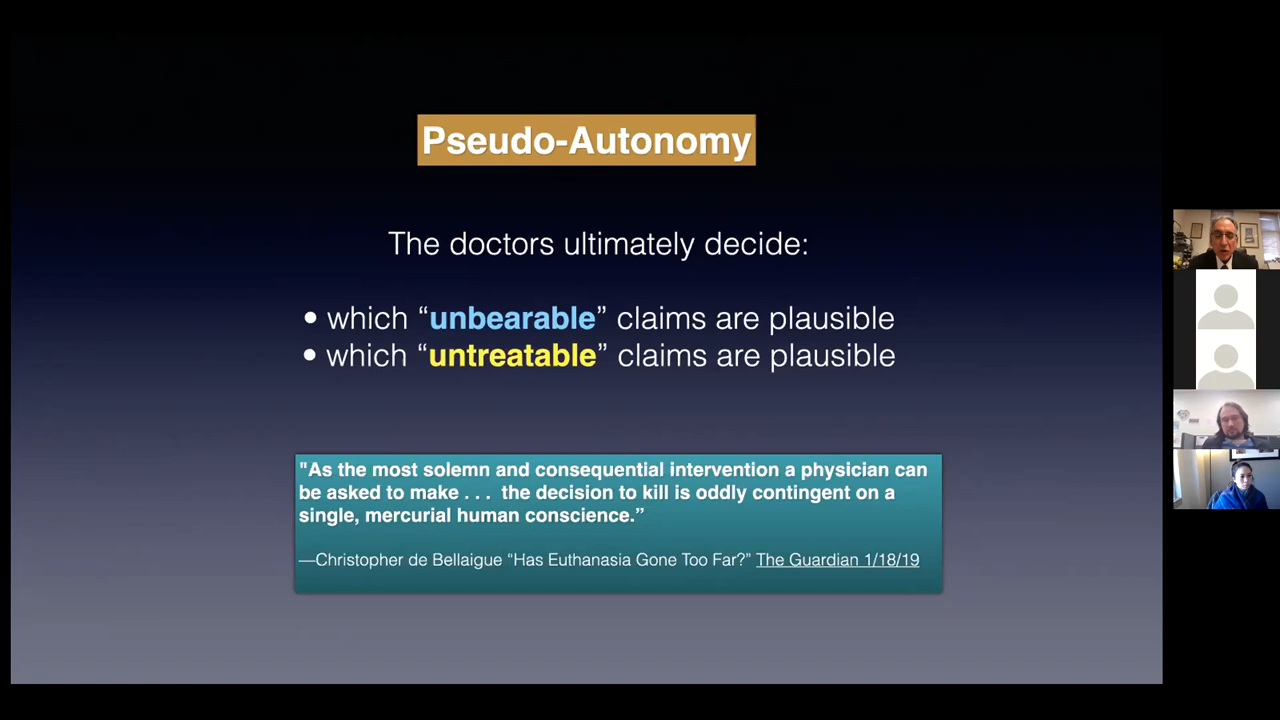 Pseudo-Autonomy
The doctors ultimately decide:
• which “unbearable” claims are plausible
• which “untreatable” claims are plausible
"As the most solemn and consequential intervention a physician can
be asked to make . . .  the decision to kill is oddly contingent on a
single, mercurial human conscience.”
—Christopher de Bellaigue “Has Euthanasia Gone Too Far?” The Guardian 1/18/19